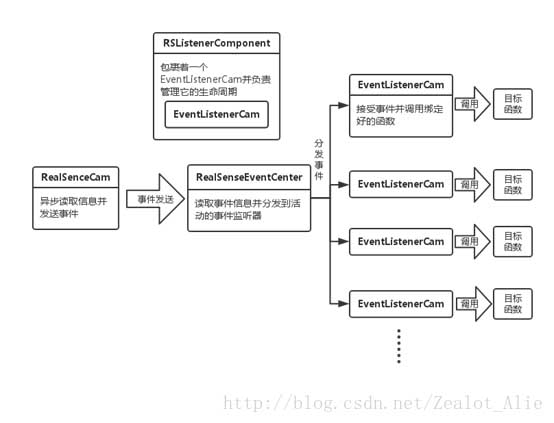 RSListenerComponent
包裹着一个
EventListenerCam并负责
管理它的生命周期
EventListenerCam
RealSenceCam
异步读取信息并
发送事件
事件发送
RealSenseEventCenter
读取事件信息并分发到活
动的事件监听器
分发事件
EventListenerCam
接受事件并调用绑定
好的函数
调用
目标
函数
EventListenerCam
调用
目标
函数
EventListenerCam
调用
目标
函数
EventListenerCam
调用
目标
函数
http://blog.csdn.net/Zealot_Alie